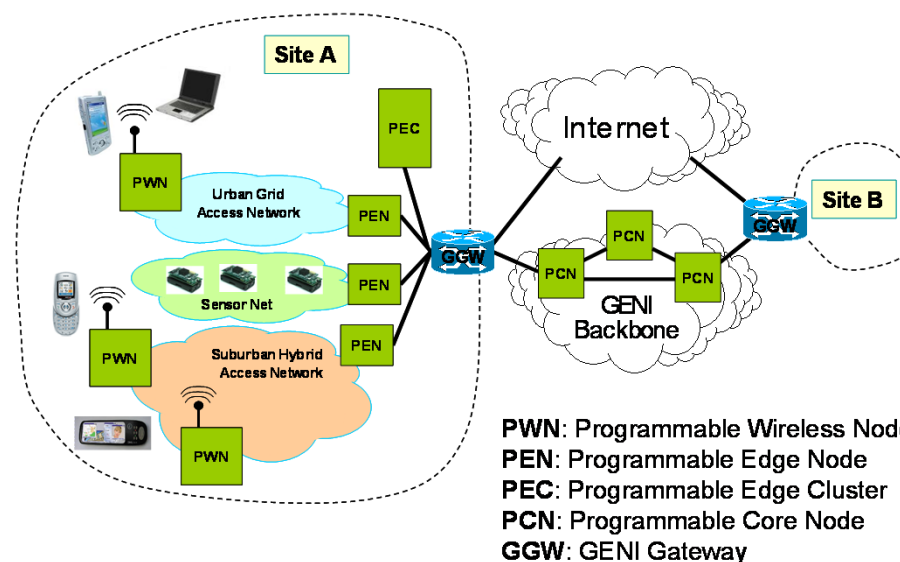 Site A
PEC
Internet
PWN
Urban Grid
Access Network
PEN
Site B
GGW
PCN
GGW
PEN
PCN
PCN
Sensor Net
GENI
Backbone
PEN
PWN
Suburban Hybrid
Access Network
PWN
PWN: Programmable Wireless Nod
PEN: Programmable Edge Node
PEC: Programmable Edge Cluster
PCN: Programmable Core Node
GGW: GENI Gateway